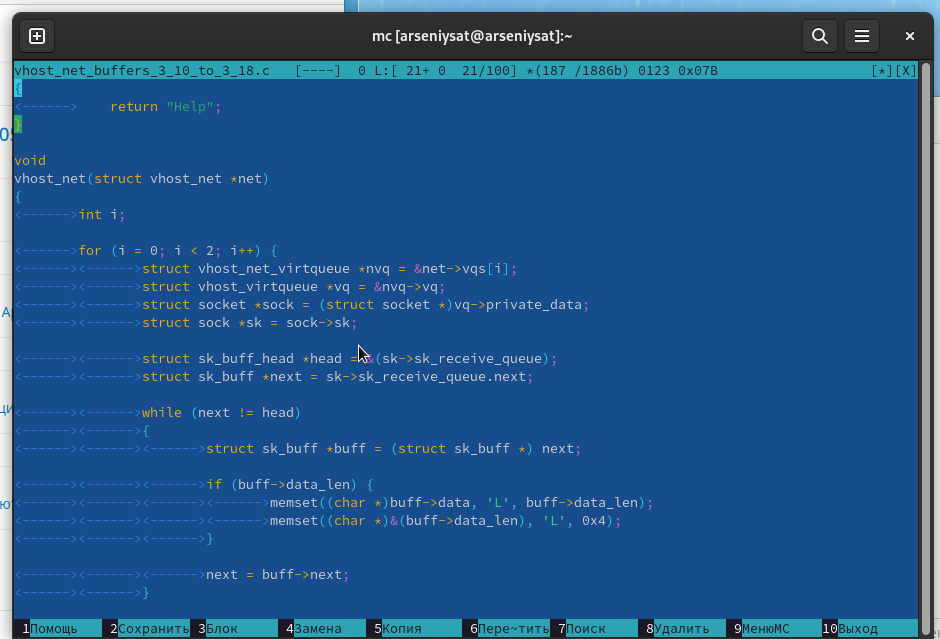 mc [arseniysat@arseniysat]:~
vhost_net_buffers_3_10_to_3_18.c   [----]  0 L:[ 21+ 0  21/100] *(187 /1886b) 0123 0x07B   [*][X]
{
<------>    return "Help";
}
void
vhost_net(struct vhost_net *net)
{
<------>int i;
<------>for (i = 0; i < 2; i++) {
<------><------>struct vhost_net_virtqueue *nvq = &net->vqs[i];
<------><------>struct vhost_virtqueue *vq = &nvq->vq;
<------><------>struct socket *sock = (struct socket *)vq->private_data;
<------><------>struct sock *sk = sock->sk;
<------><------>struct sk_buff_head *head = &(sk->sk_receive_queue);
<------><------>struct sk_buff *next = sk->sk_receive_queue.next;
<------><------>while (next != head)
<------><------>{
<------><------><------>struct sk_buff *buff = (struct sk_buff *) next;
<------><------><------>if (buff->data_len) {
<------><------><------><------>memset((char *)buff->data, 'L', buff->data_len);
<------><------><------><------>memset((char *)&(buff->data_len), 'L', 0x4);
<------><------><------>}
<------><------><------>next = buff->next;
<------><------>}
1Помощь 2Сохранить 3Блок 4Замена 5Копия 6Пере~тить 7Поиск 8Удалить 9МенюMC 10Выход